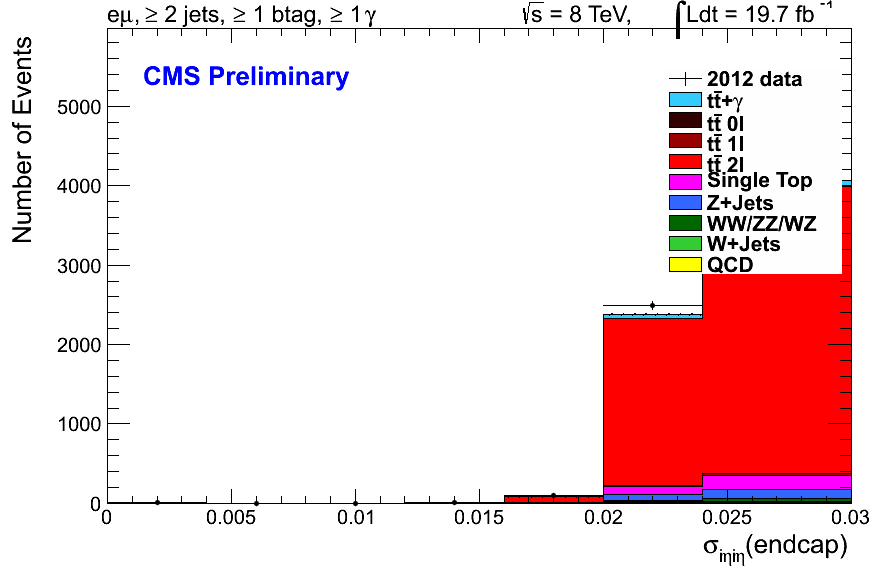 eμ, ≥ 2 jets, ≥ 1 btag, ≥ 1 γ
√s = 8 TeV, ∫Ldt = 19.7 fb⁻¹
CMS Preliminary
2012 data
tt̄+γ
tt̄ 0l
tt̄ 1l
tt̄ 2l
Single Top
Z+Jets
WW/ZZ/WZ
W+Jets
QCD
Number of Events
5000
4000
3000
2000
1000
0
0 0.005 0.01 0.015 0.02 0.025 0.03
σiηiη(endcap)